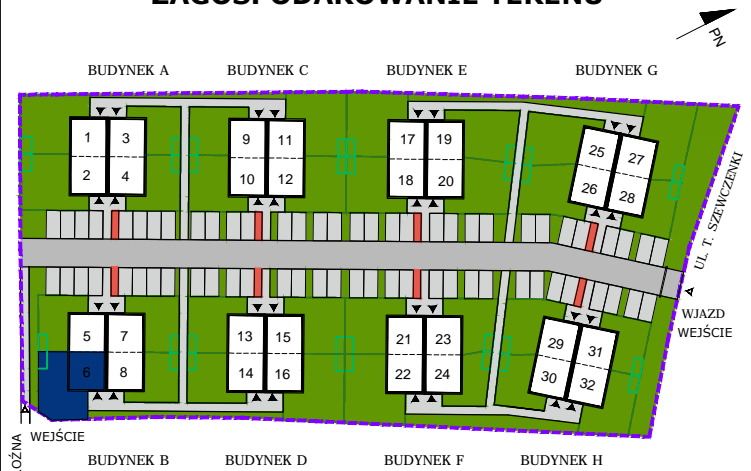 ZAGOSPODAROWANIE TERENU
PN
BUDYNEK A
BUDYNEK C
BUDYNEK E
BUDYNEK G
1 3
2 4
9 11
10 12
17 19
18 20
25 27
26 28
UL. T. SZEWCZENKI
WJAZD
WEJŚCIE
5 7
6 8
13 15
14 16
21 23
22 24
29 31
30 32
WEJŚCIE
BUDYNEK B
BUDYNEK D
BUDYNEK F
BUDYNEK H